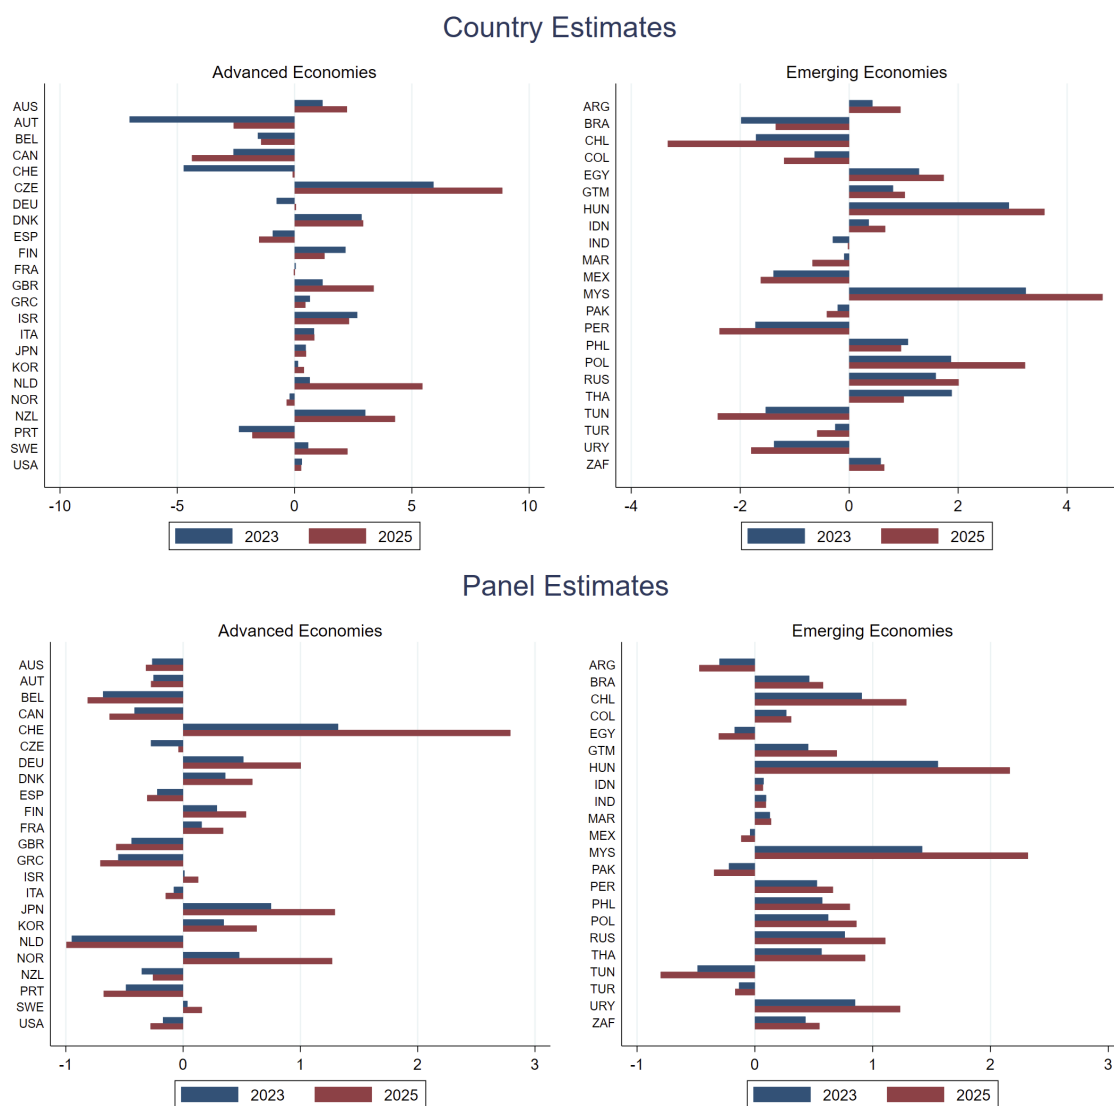 Country Estimates
Advanced Economies
AUS
AUT
BEL
CAN
CHE
CZE
DEU
DNK
ESP
FIN
FRA
GBR
GRC
ISR
ITA
JPN
KOR
NLD
NOR
NZL
PRT
SWE
USA
-10 -5 0 5 10
2023 2025
Emerging Economies
ARG
BRA
CHL
COL
EGY
GTM
HUN
IDN
IND
MAR
MEX
MYS
PAK
PER
PHL
POL
RUS
THA
TUN
TUR
URY
ZAF
-4 -2 0 2 4
2023 2025
Panel Estimates
Advanced Economies
AUS
AUT
BEL
CAN
CHE
CZE
DEU
DNK
ESP
FIN
FRA
GBR
GRC
ISR
ITA
JPN
KOR
NLD
NOR
NZL
PRT
SWE
USA
-1 0 1 2 3
2023 2025
Emerging Economies
ARG
BRA
CHL
COL
EGY
GTM
HUN
IDN
IND
MAR
MEX
MYS
PAK
PER
PHL
POL
RUS
THA
TUN
TUR
URY
ZAF
-1 0 1 2 3
2023 2025